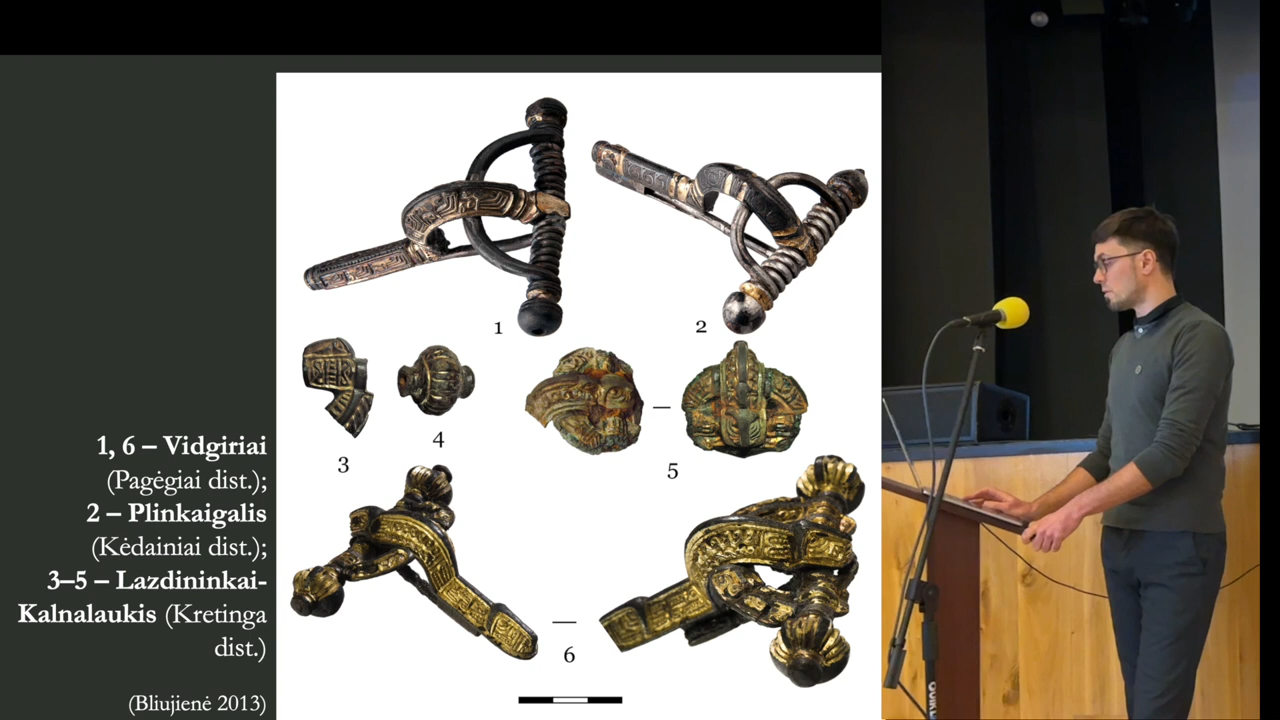 1, 6 – Vidgiriai
(Pagėgiai dist.);
2 – Plinkaigalis
(Kėdainiai dist.);
3–5 – Lazdininkai-
Kalnalaukis (Kretinga
dist.)
(Bliujienė 2013)
1
2
3
4
5
6